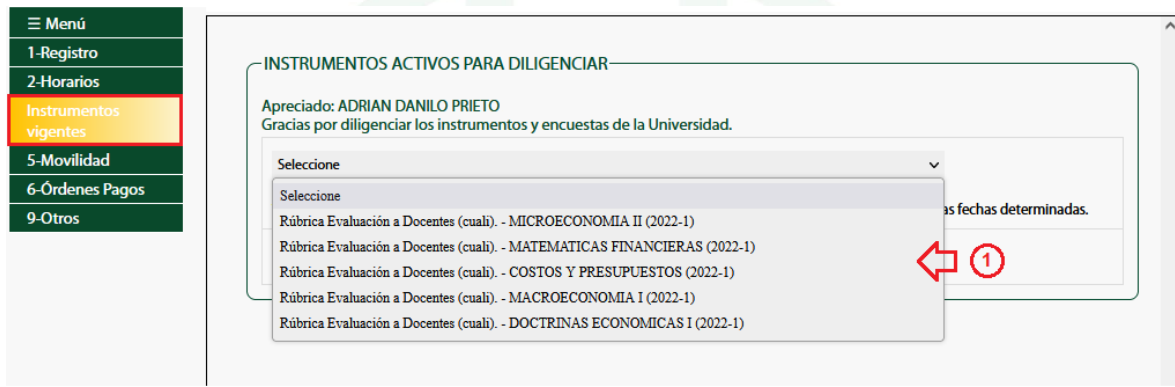 ☰ Menú
1-Registro
2-Horarios
Instrumentos
vigentes
5-Movilidad
6-Órdenes Pagos
9-Otros
INSTRUMENTOS ACTIVOS PARA DILIGENCIAR
Apreciado: ADRIAN DANILO PRIETO
Gracias por diligenciar los instrumentos y encuestas de la Universidad.
Seleccione
Seleccione
as fechas determinadas.
Rúbrica Evaluación a Docentes (cuali). - MICROECONOMIA II (2022-1)
Rúbrica Evaluación a Docentes (cuali). - MATEMATICAS FINANCIERAS (2022-1)
Rúbrica Evaluación a Docentes (cuali). - COSTOS Y PRESUPUESTOS (2022-1)
Rúbrica Evaluación a Docentes (cuali). - MACROECONOMIA I (2022-1)
Rúbrica Evaluación a Docentes (cuali). - DOCTRINAS ECONOMICAS I (2022-1)
1